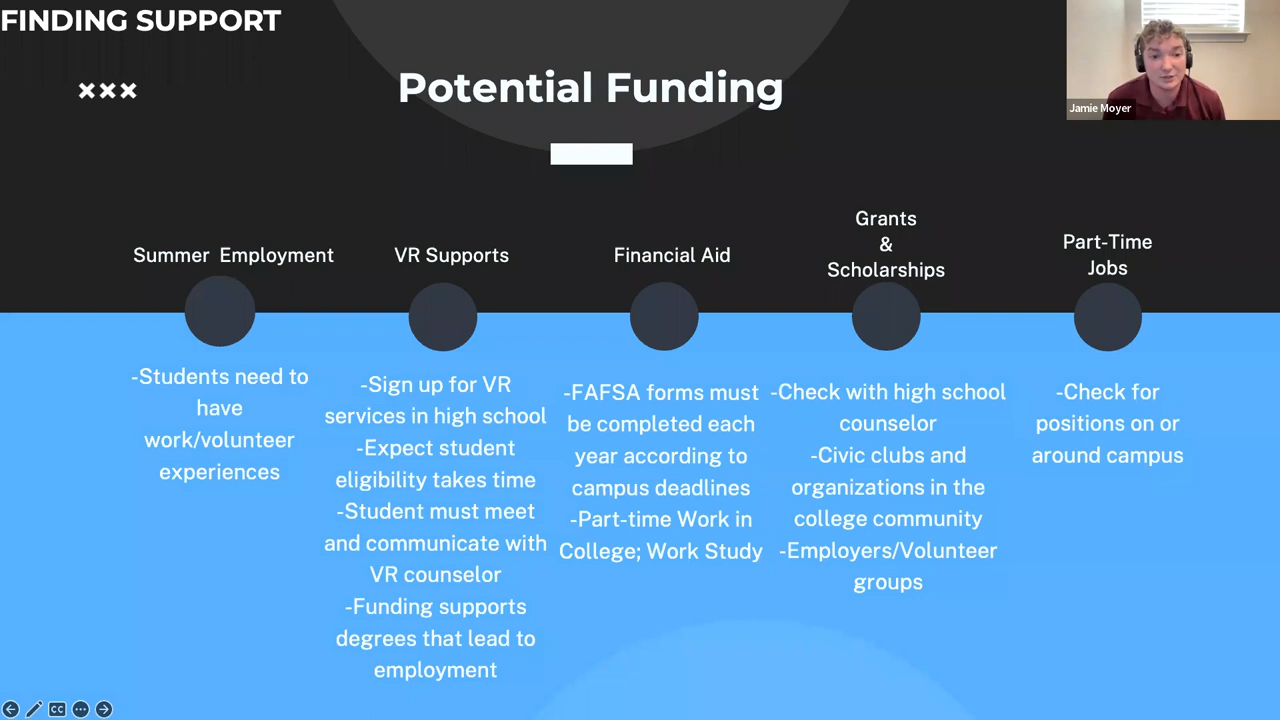 FINDING SUPPORT
×××
Potential Funding
Jamie Moyer
Summer Employment
VR Supports
Financial Aid
Grants
&
Scholarships
Part-Time
Jobs
-Students need to
have
work/volunteer
experiences
-Sign up for VR
services in high school
-Expect student
eligibility takes time
-Student must meet
and communicate with
VR counselor
-Funding supports
degrees that lead to
employment
-FAFSA forms must
be completed each
year according to
campus deadlines
-Part-time Work in
College; Work Study
-Check with high school
counselor
-Civic clubs and
organizations in the
college community
-Employers/Volunteer
groups
-Check for
positions on or
around campus
CC